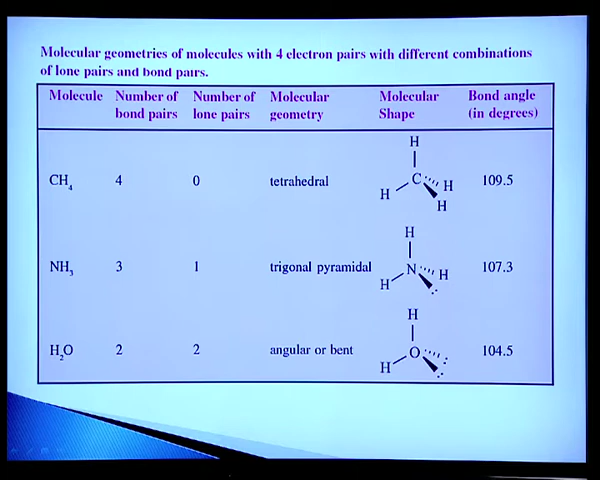 Molecular geometries of molecules with 4 electron pairs with different combinations
of lone pairs and bond pairs.
Molecule Number of Number of Molecular Molecular Bond angle
bond pairs lone pairs geometry Shape (in degrees)
H
CH₄ 4 0 tetrahedral C H 109.5
H
H
H
NH₃ 3 1 trigonal pyramidal N H 107.3
H
H
H₂O 2 2 angular or bent O 104.5
H